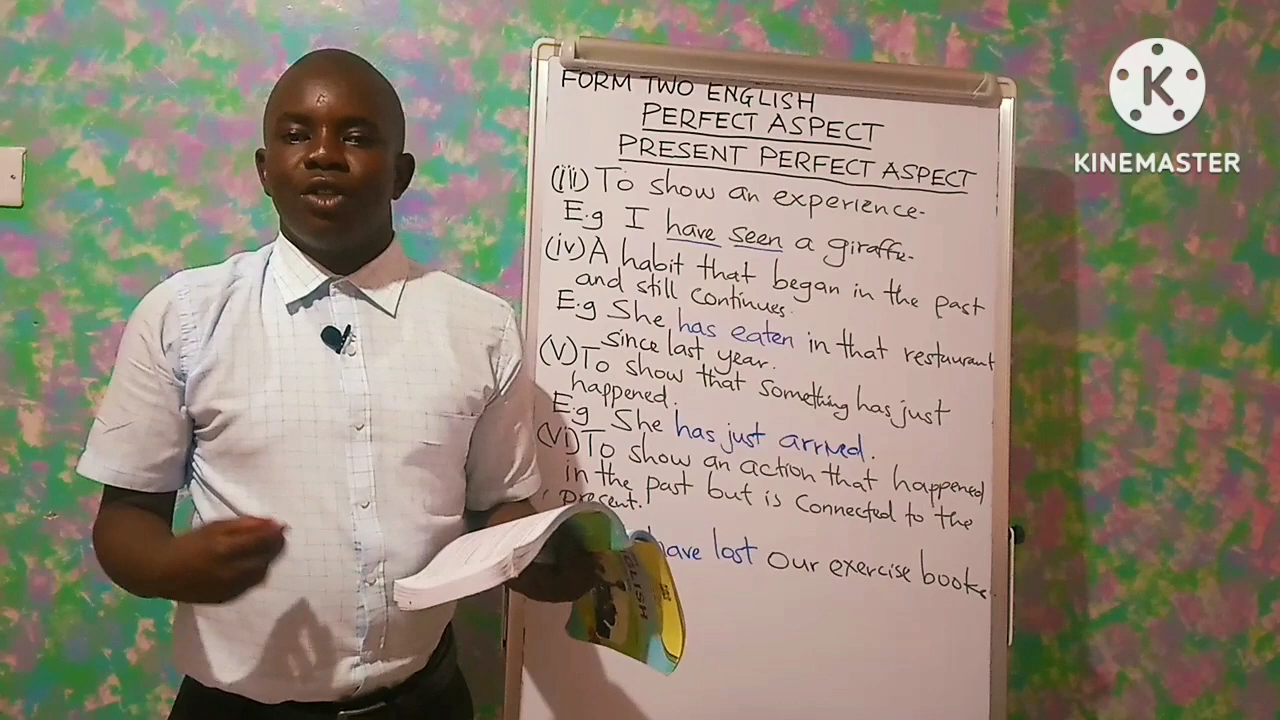 FORM TWO ENGLISH
PERFECT ASPECT
PRESENT PERFECT ASPECT
(iii) To show an experience.
E.g I have seen a giraffe.
(iv) A habit that began in the past
and still continues.
E.g She has eaten in that restaurant
since last year.
(V) To show that something has just
happened.
E.g She has just arrived.
(Vi) To show an action that happened
in the past but is connected to the
present.
have lost our exercise books
K
KINEMASTER